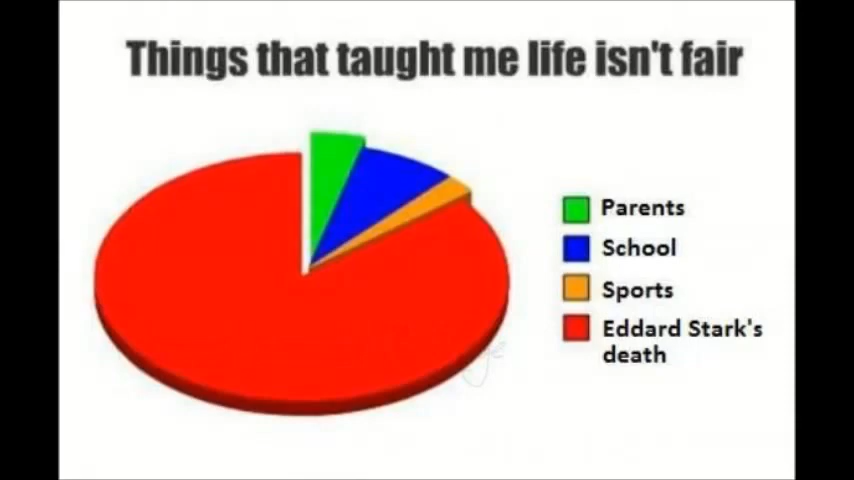 Things that taught me life isn't fair
Parents
School
Sports
Eddard Stark's
death